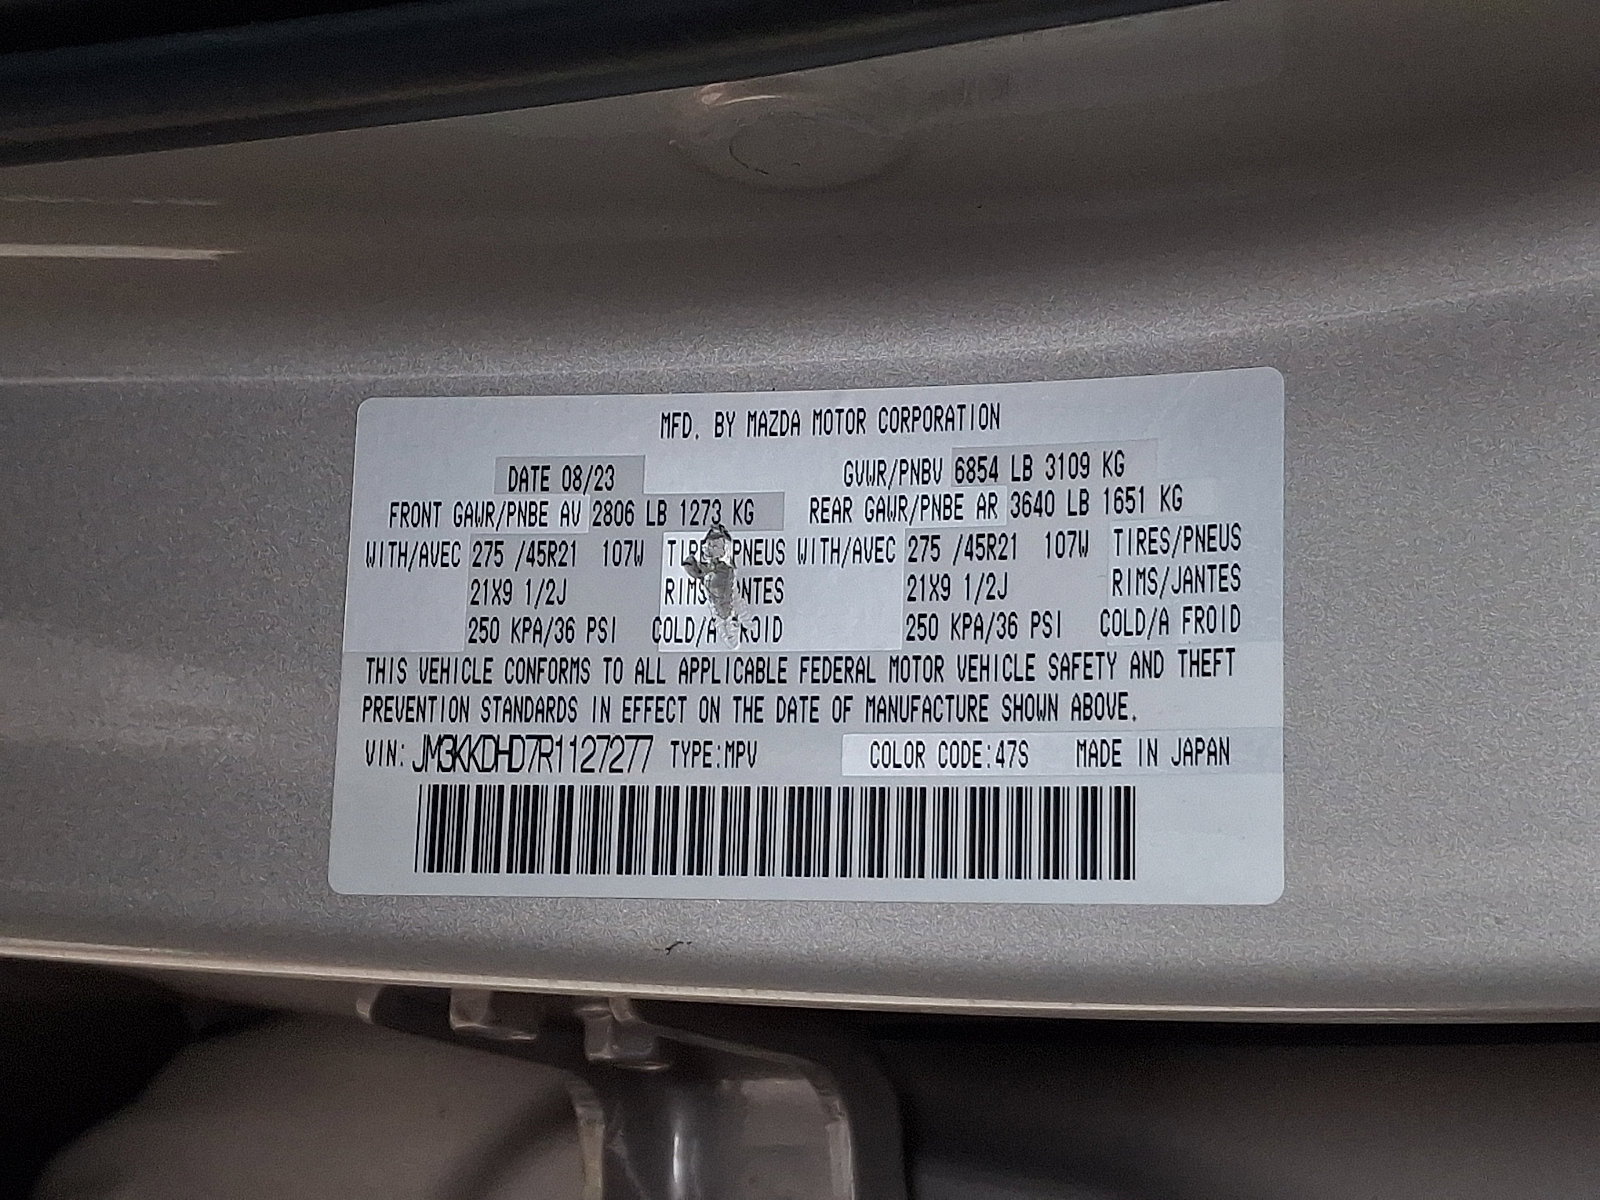 MFD. BY MAZDA MOTOR CORPORATION
DATE 08/23 GVWR/PNBV 6854 LB 3109 KG
FRONT GAWR/PNBE AV 2806 LB 1273 KG REAR GAWR/PNBE AR 3640 LB 1651 KG
WITH/AVEC 275 /45R21 107W PNEUS WITH/AVEC 275 /45R21 107W TIRES/PNEUS
21X9 1/2J 21X9 1/2J RIMS/JANTES
250 KPA/36 PSI 250 KPA/36 PSI COLD/A FROID
THIS VEHICLE CONFORMS TO ALL APPLICABLE FEDERAL MOTOR VEHICLE SAFETY AND THEFT
PREVENTION STANDARDS IN EFFECT ON THE DATE OF MANUFACTURE SHOWN ABOVE.
VIN: JM3KKDHD7R1127277 TYPE:MPV COLOR CODE:47S MADE IN JAPAN